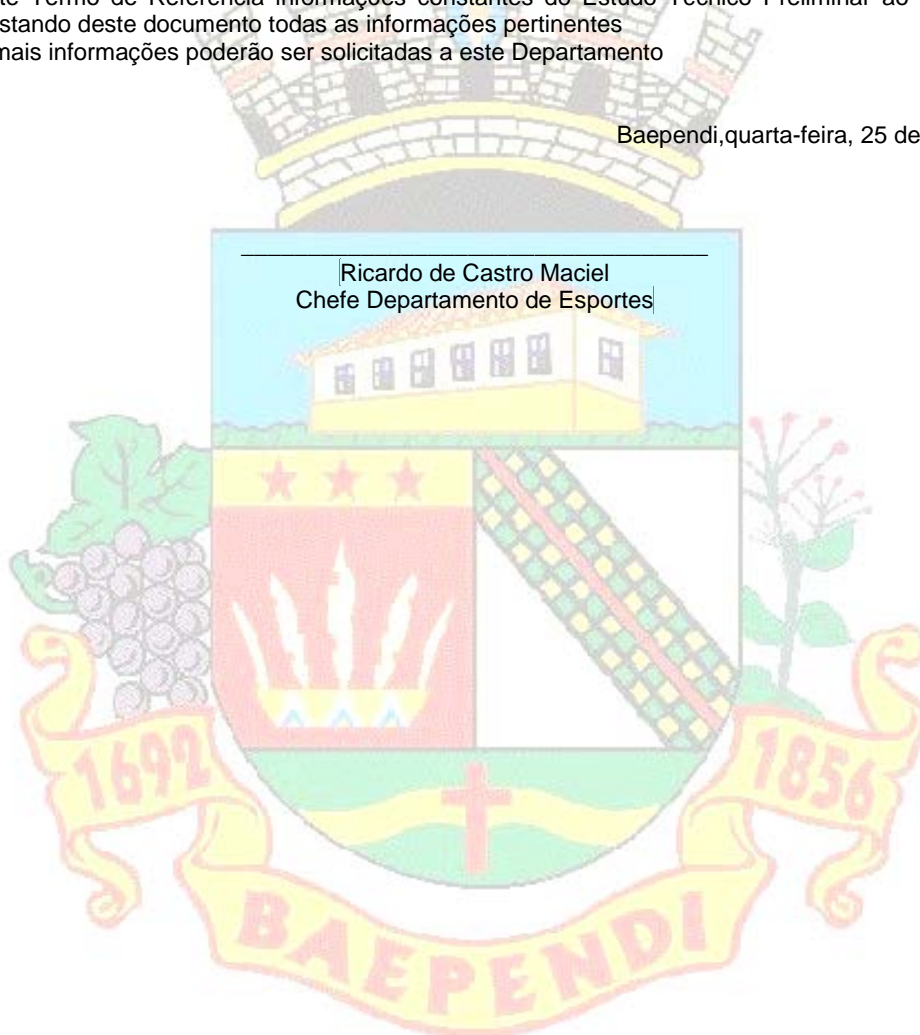 te Termo de Referência informações constantes do Estudo Técnico Preliminar ao
stando deste documento todas as informações pertinentes
mais informações poderão ser solicitadas a este Departamento
Baependi,quarta-feira, 25 de
Ricardo de Castro Maciel
Chefe Departamento de Esportes
1692
1856
BAEPENDI